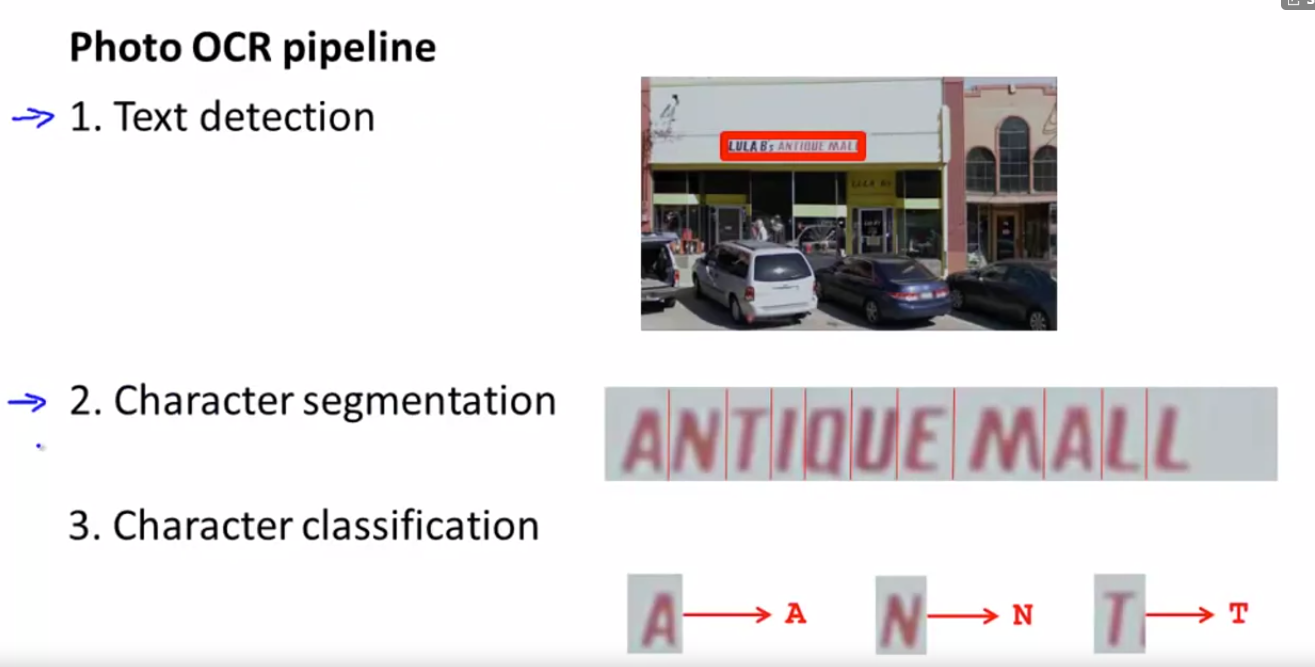 Photo OCR pipeline
1. Text detection
LULA B's ANTIQUE MALL
2. Character segmentation
ANTIQUE MALL
3. Character classification
A A N N T T